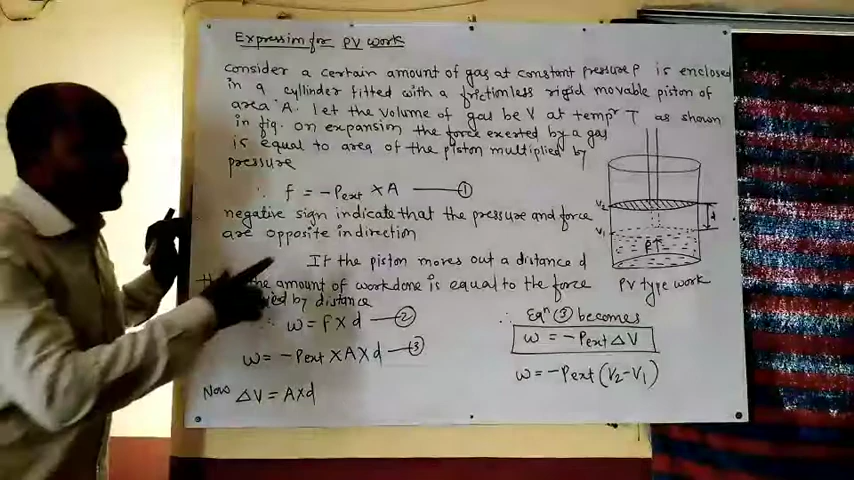 Expression for PV work
consider a certain amount of gas at constant pressure P is enclosed
in a cylinder fitted with a frictionless rigid movable piston of
area A. let the volume of gas be V at tempr T as shown
in fig. on expansion the force exerted by a gas
is equal to area of the piston multiplied by
pressure
∴ f = -Pext × A —— ①
negative sign indicate that the pressure and force
are opposite in direction
If the piston moves out a distance d
the amount of work done is equal to the force
by distance
∴ w = f × d — ②
w = -Pext × A × d — ③
Now ΔV = A × d
V2
V1
d
PV type work
∴ Eqn ③ becomes
w = -Pext ΔV
w = -Pext (V2 - V1)